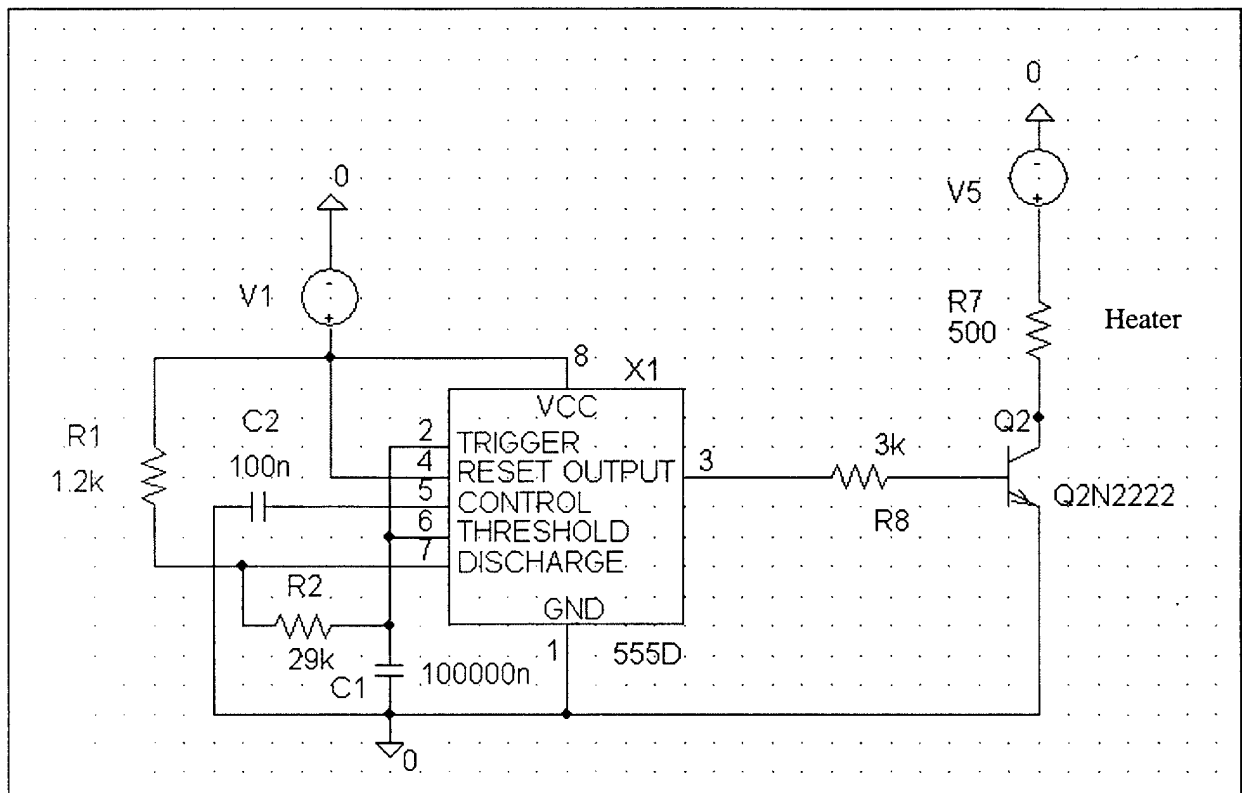 0
0
V5
V1
R7
500
Heater
8
X1
VCC
C2
100n
R1
1.2k
2
TRIGGER
4
RESET OUTPUT
3
5
CONTROL
6
THRESHOLD
7
DISCHARGE
3k
R8
Q2
Q2N2222
R2
29k
GND
1
555D
C1
100000n
0